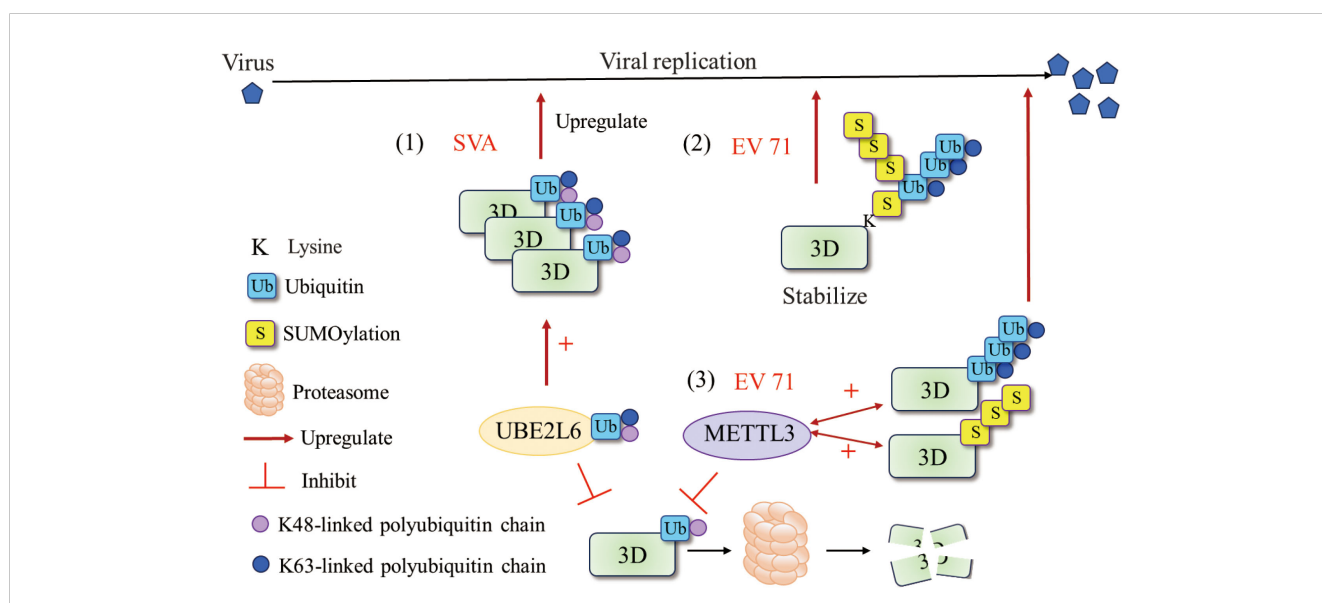 Virus
Viral replication
(1) SVA
Upregulate
(2) EV 71
S
S
S
S
Ub
Ub
Ub
K
3D
Stabilize
Ub
Ub
Ub
3D
3D
3D
K Lysine
Ub Ubiquitin
S SUMOylation
Proteasome
Upregulate
Inhibit
K48-linked polyubiquitin chain
K63-linked polyubiquitin chain
+
UBE2L6 Ub
(3) EV 71
METTL3
+
+
Ub
Ub
Ub
3D
S
S
S
3D
Ub
3D
3D
3D